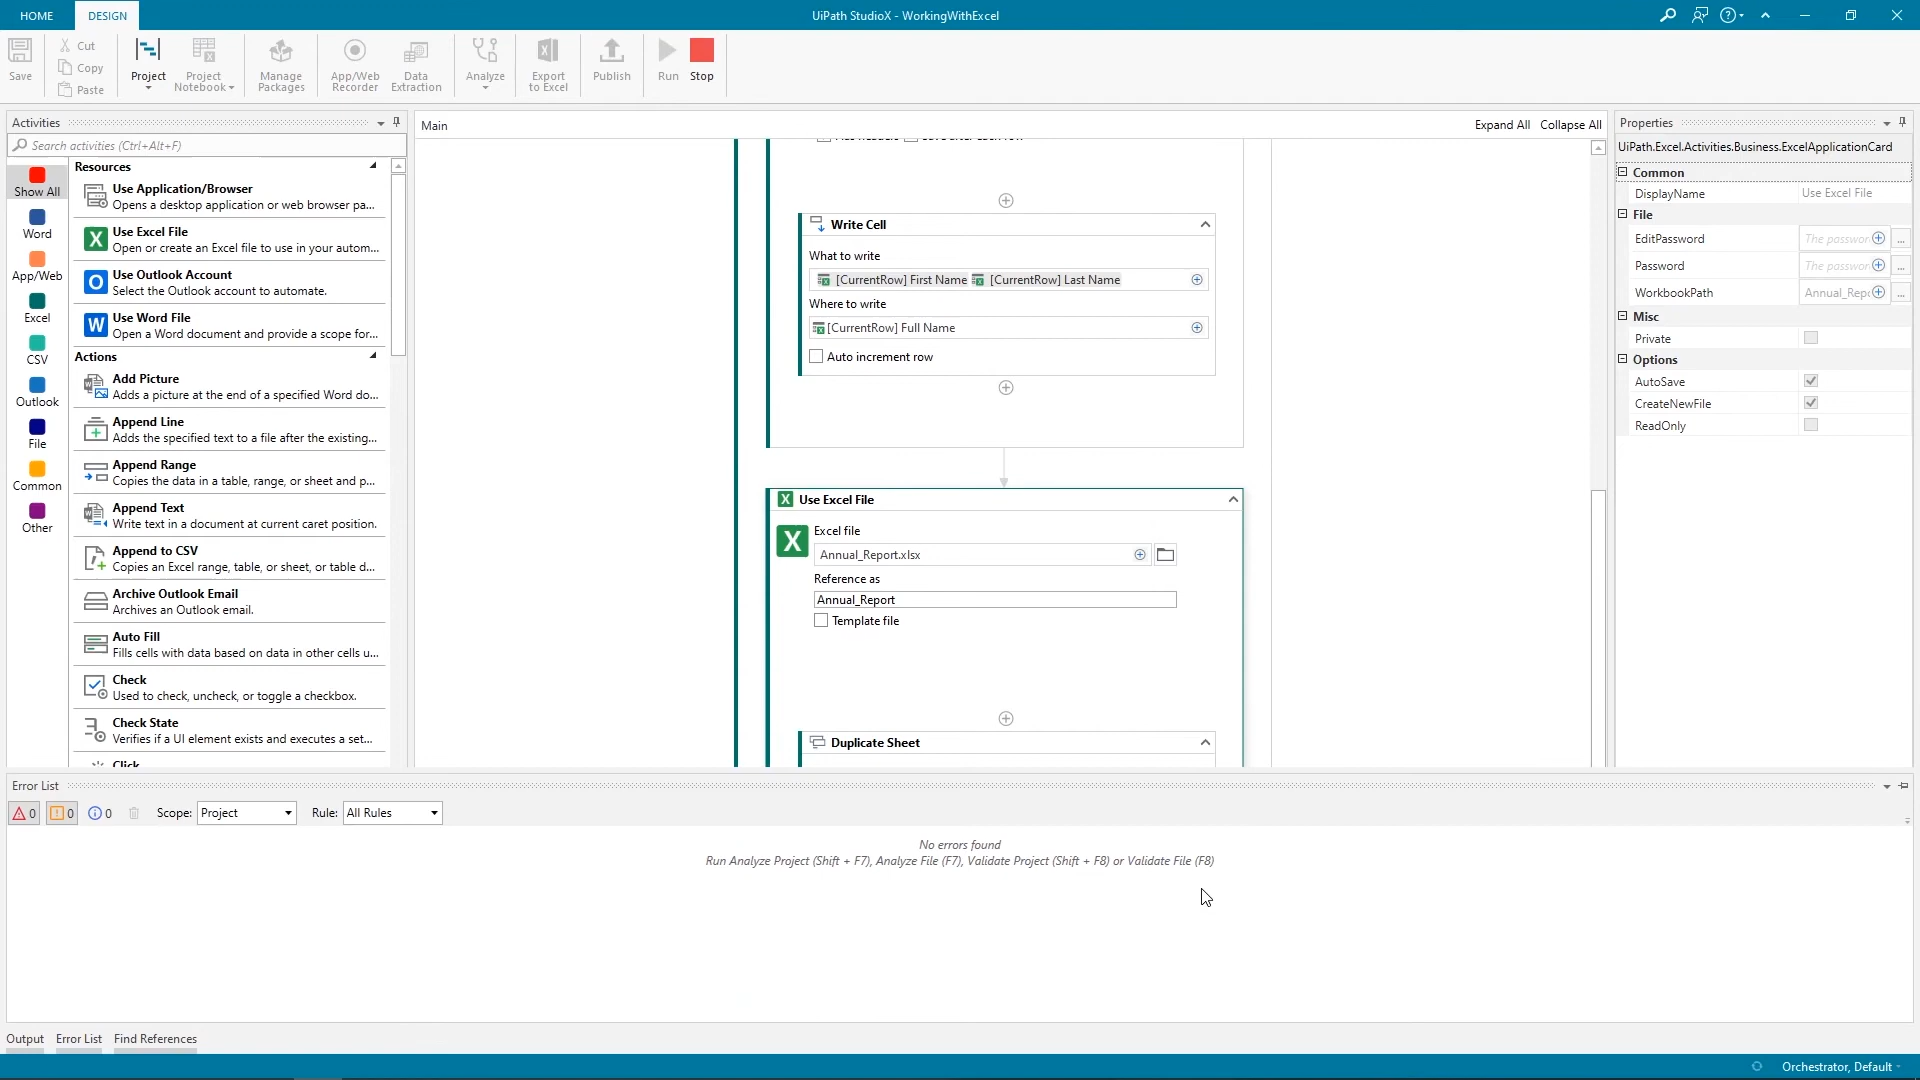 HOME
DESIGN
UiPath StudioX - WorkingWithExcel
Save
Cut
Copy
Paste
Project
Project Notebook
Manage Packages
App/Web Recorder
Data Extraction
Analyze
Export to Excel
Publish
Run
Stop
Activities
Search activities (Ctrl+Alt+F)
Show All
Word
App/Web
Excel
CSV
Outlook
File
Common
Other
Resources
Use Application/Browser
Opens a desktop application or web browser pa...
Use Excel File
Open or create an Excel file to use in your autom...
Use Outlook Account
Select the Outlook account to automate.
Use Word File
Open a Word document and provide a scope for...
Actions
Add Picture
Adds a picture at the end of a specified Word do...
Append Line
Adds the specified text to a file after the existing...
Append Range
Copies the data in a table, range, or sheet and p...
Append Text
Write text in a document at current caret position.
Append to CSV
Copies an Excel range, table, or sheet, or table d...
Archive Outlook Email
Archives an Outlook email.
Auto Fill
Fills cells with data based on data in other cells u...
Check
Used to check, uncheck, or toggle a checkbox.
Check State
Verifies if a UI element exists and executes a set...
Click
Main
Expand All
Collapse All
Write Cell
What to write
[CurrentRow] First Name [CurrentRow] Last Name
Where to write
[CurrentRow] Full Name
Auto increment row
Use Excel File
Excel file
Annual_Report.xlsx
Reference as
Annual_Report
Template file
Duplicate Sheet
Properties
UiPath.Excel.Activities.Business.ExcelApplicationCard
Common
DisplayName Use Excel File
File
EditPassword The passwor ...
Password The passwor ...
WorkbookPath Annual_Repo ...
Misc
Private
Options
AutoSave
CreateNewFile
ReadOnly
Error List
0 0 0 Scope: Project Rule: All Rules
No errors found
Run Analyze Project (Shift + F7), Analyze File (F7), Validate Project (Shift + F8) or Validate File (F8)
Output Error List Find References
Orchestrator, Default